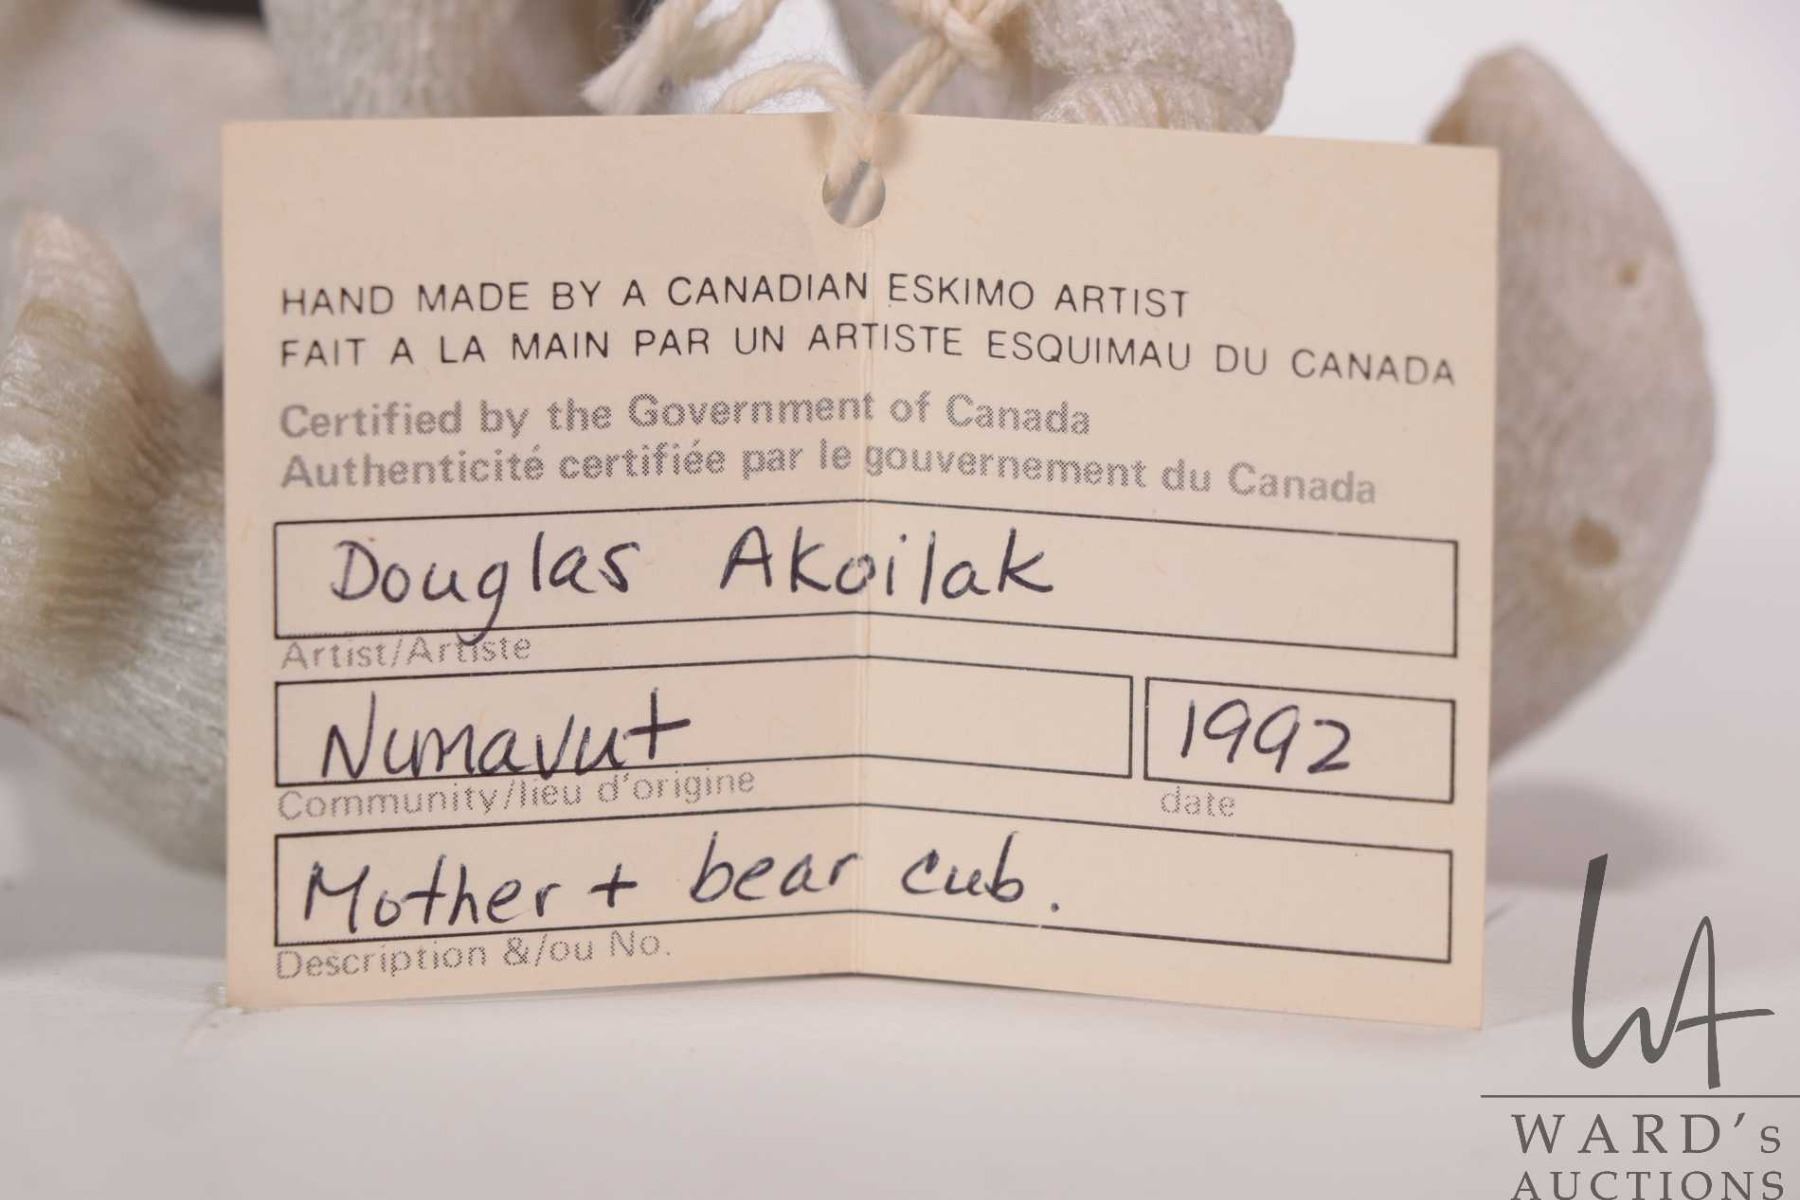 HAND MADE BY A CANADIAN ESKIMO ARTIST
FAIT A LA MAIN PAR UN ARTISTE ESQUIMAU DU CANADA
Certified by the Government of Canada
Authenticité certifiée par le gouvernement du Canada
Douglas Akoilak
Artist/Artiste
Nunavut 1992
Community/lieu d'origine date
Mother + bear cub.
Description &/ou No.
WA
WARD's
AUCTIONS